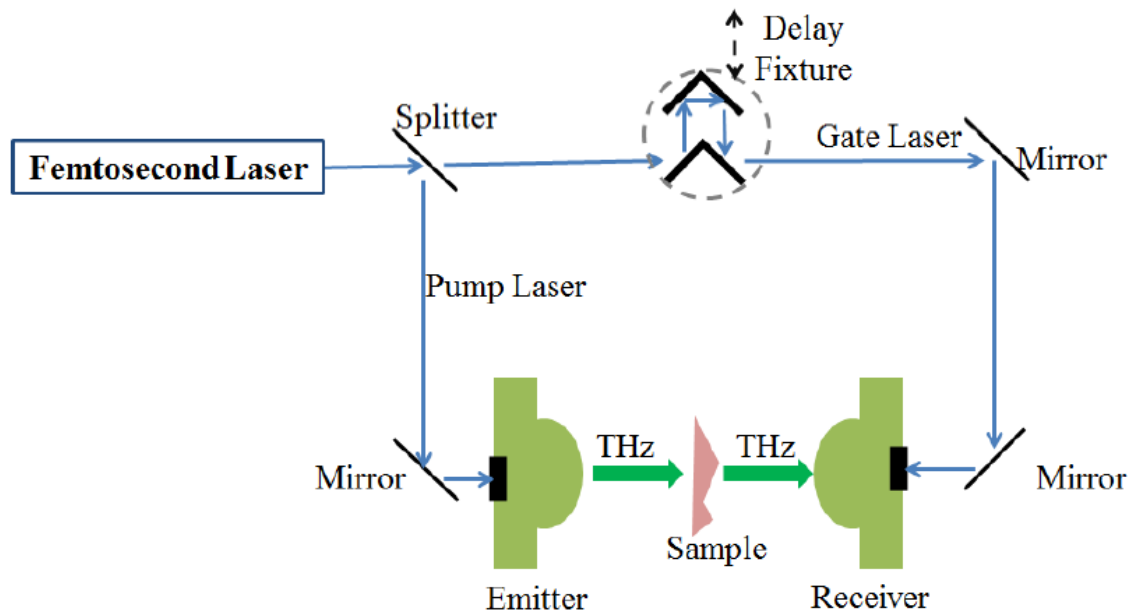 Delay
Fixture
Splitter
Gate Laser
Femtosecond Laser
Mirror
Pump Laser
THz
THz
Mirror
Mirror
Sample
Emitter
Receiver